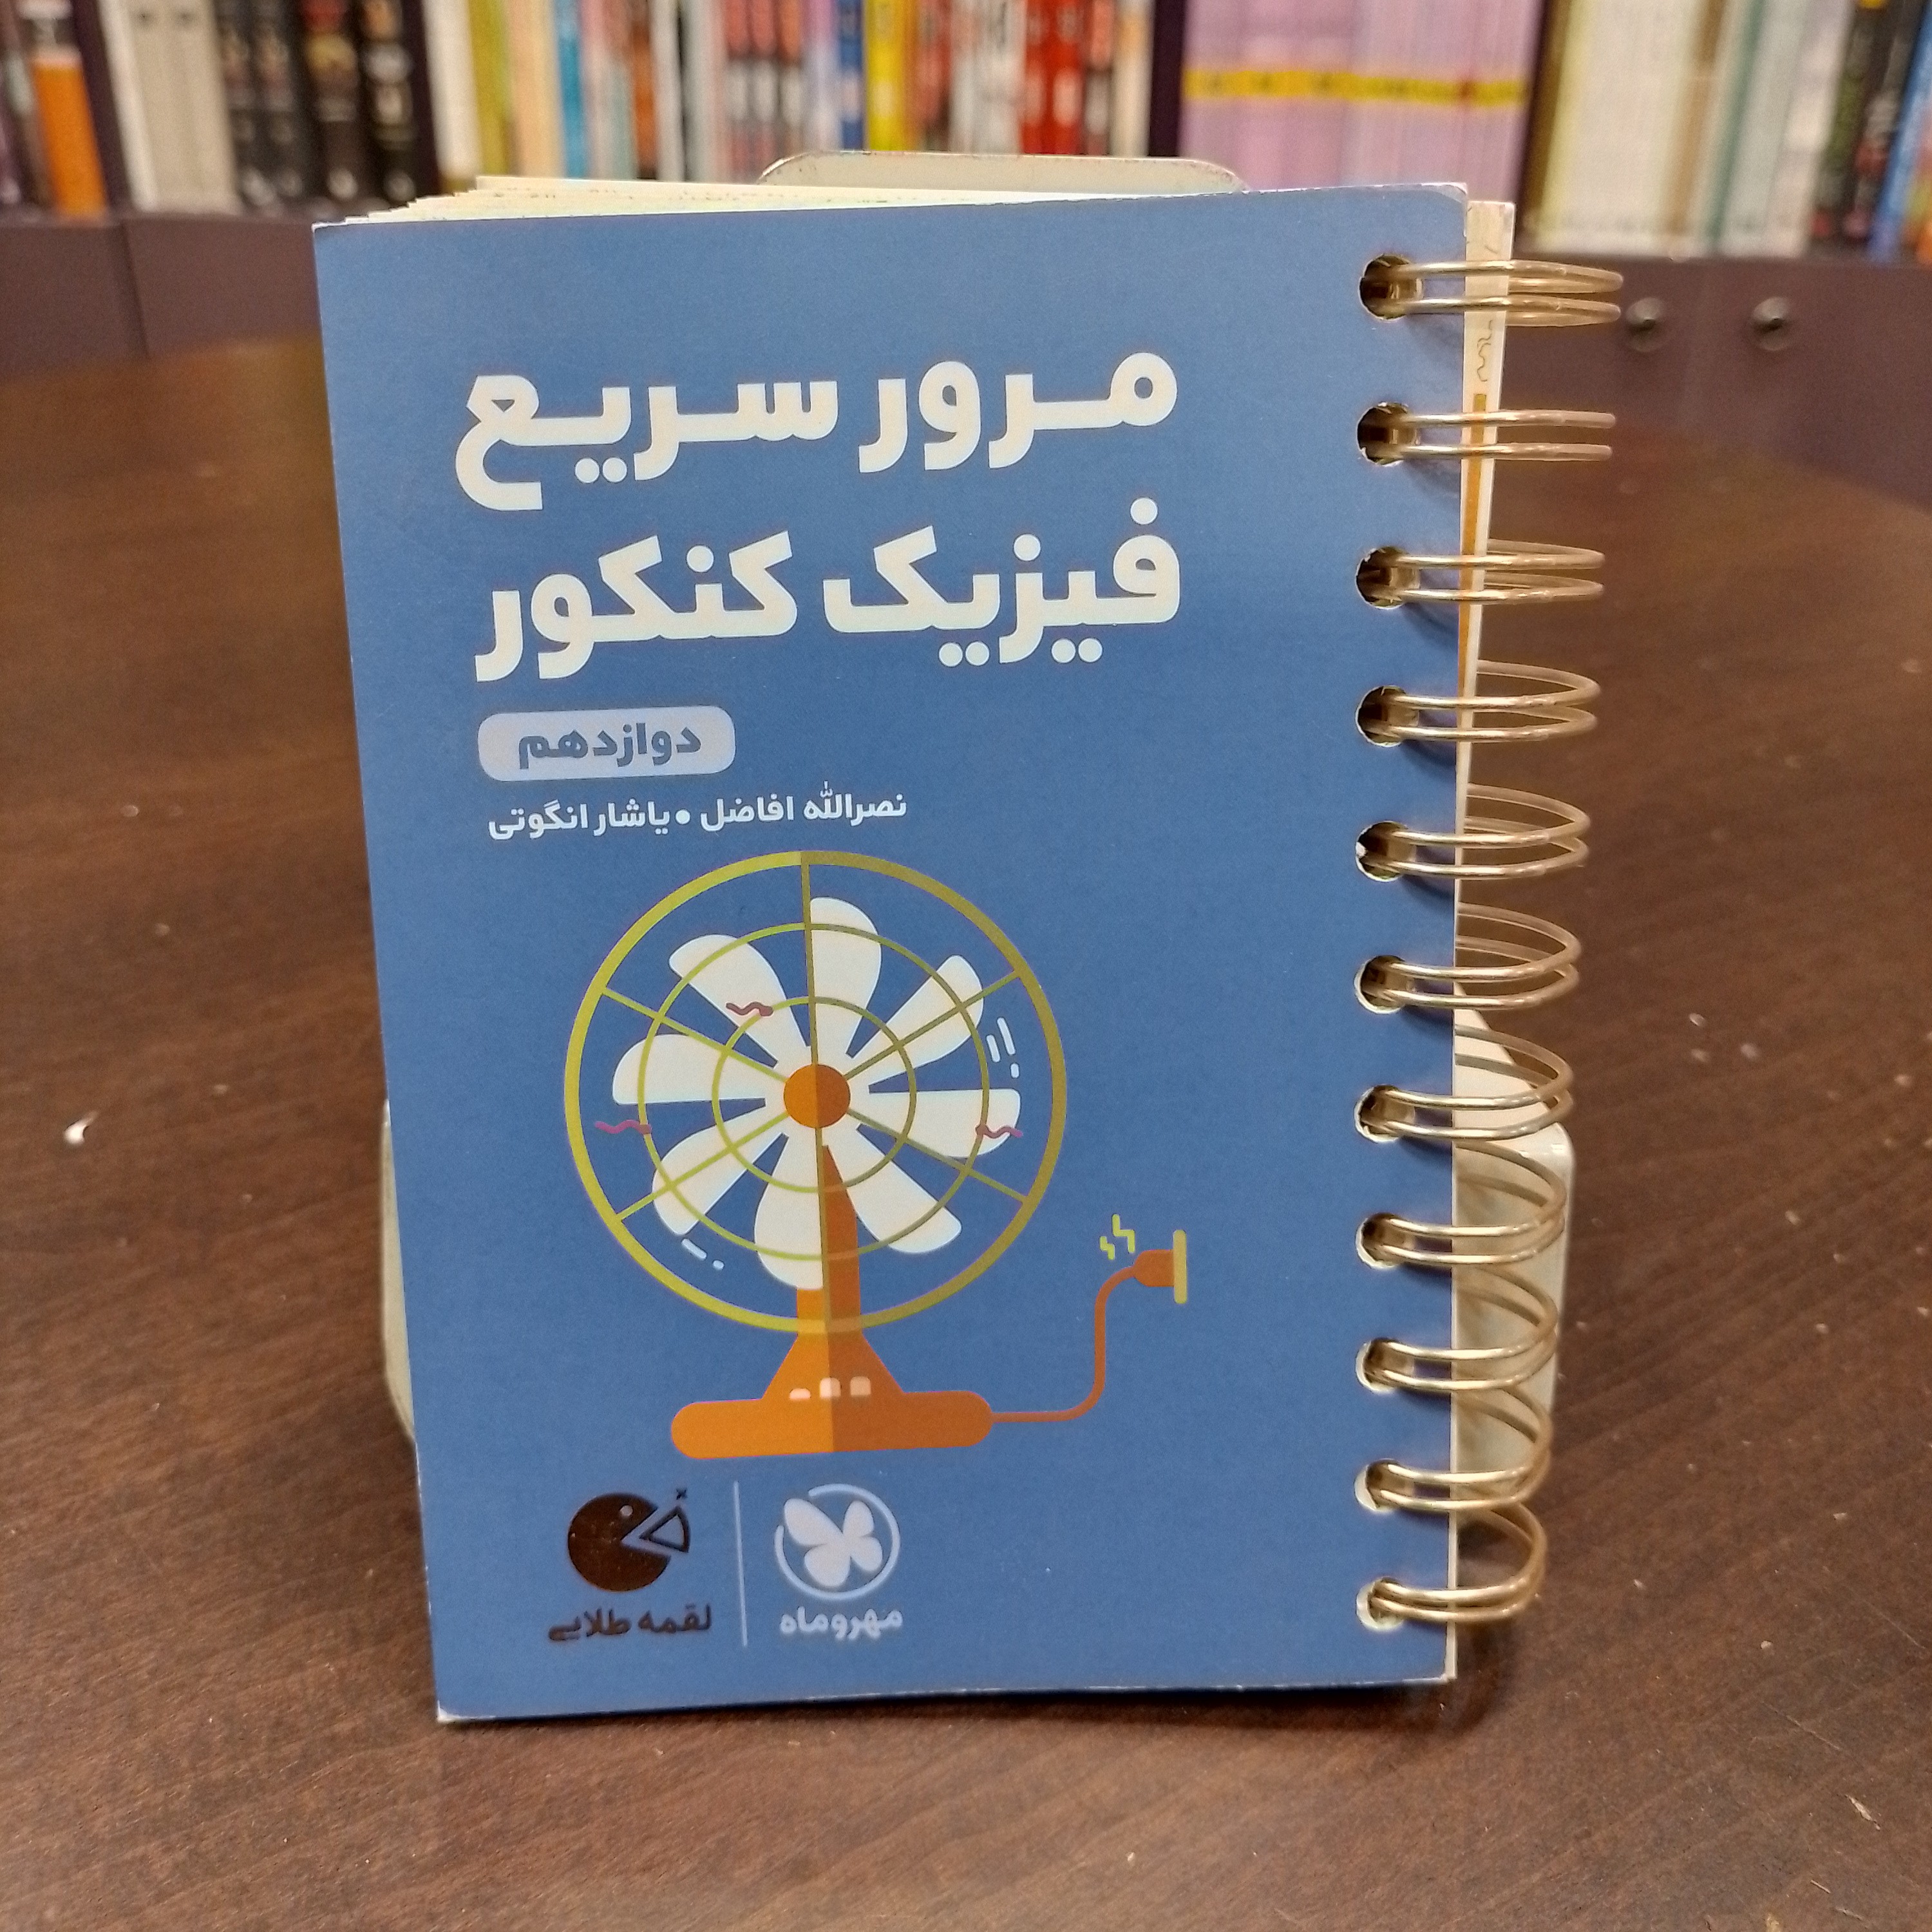 مرور سریع
فیزیک کنکور
دوازدهم
نصرالله افاضل • یاشار انگوتی
مهروماه
لقمه طلایی